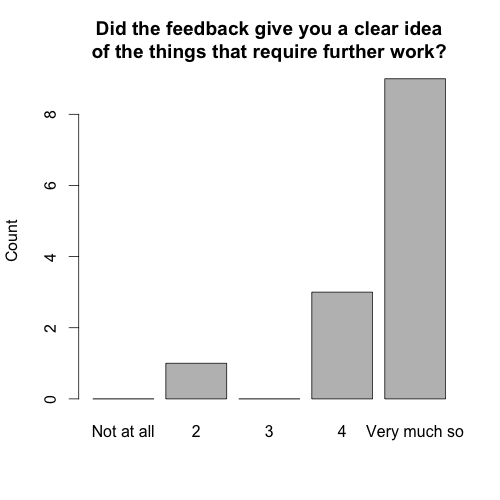 Did the feedback give you a clear idea
of the things that require further work?
Count
8
6
4
2
0
Not at all 2 3 4 Very much so